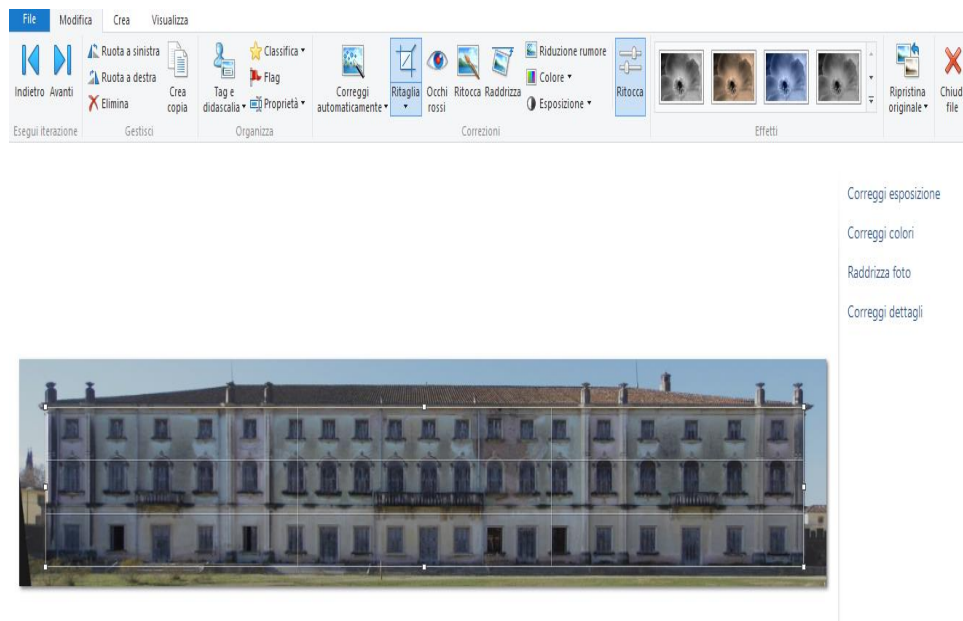 File Modifica Crea Visualizza
Indietro Avanti
Esegui iterazione
Ruota a sinistra
Ruota a destra
Elimina
Crea
copia
Gestisci
Tag e
didascalia
Classifica
Flag
Proprietà
Organizza
Correggi
automaticamente
Ritaglia
Occhi
rossi
Ritocca
Raddrizza
Riduzione rumore
Colore
Esposizione
Ritocca
Correzioni
Effetti
Ripristina
originale
Chiud
file
Correggi esposizione
Correggi colori
Raddrizza foto
Correggi dettagli